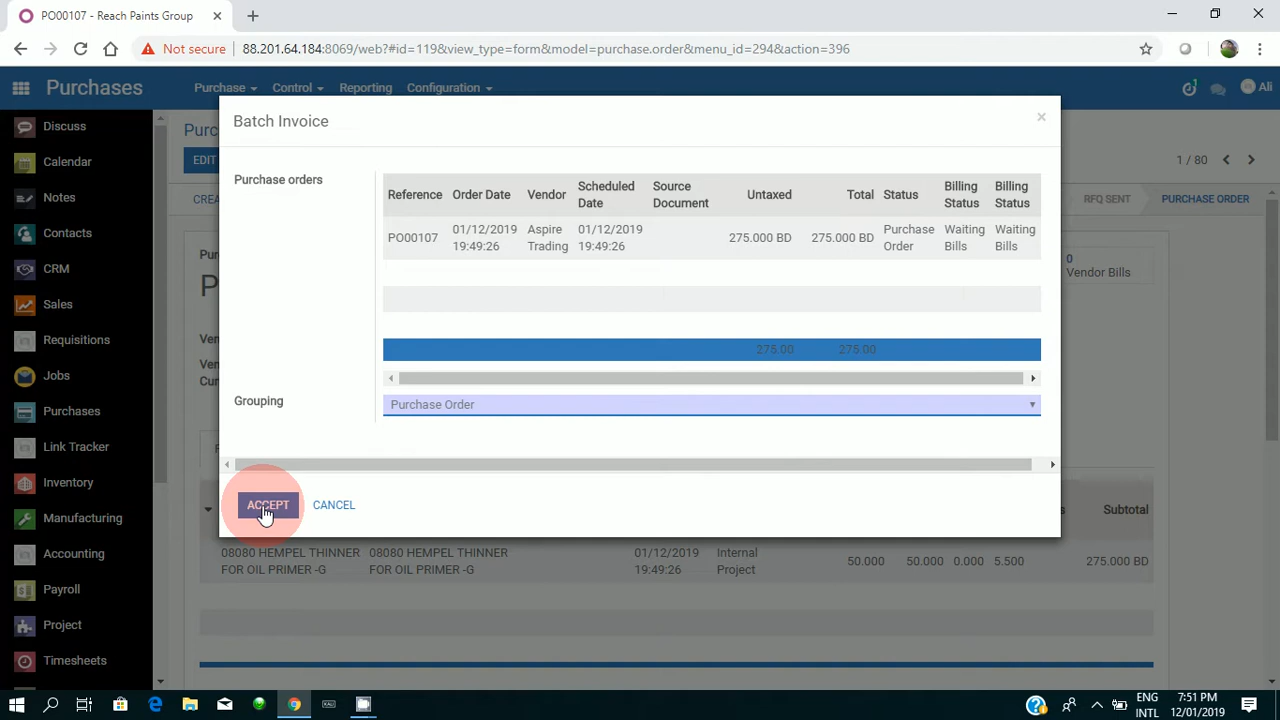 PO00107 - Reach Paints Group
Not secure
88.201.64.184:8069/web?#id=119&view_type=form&model=purchase.order&menu_id=294&action=396
Purchases
Purchase
Control
Reporting
Configuration
Ali
Discuss
Calendar
Notes
Contacts
CRM
Sales
Requisitions
Jobs
Purchases
Link Tracker
Inventory
Manufacturing
Accounting
Payroll
Project
Timesheets
EDIT
1 / 80
RFQ SENT
PURCHASE ORDER
0
Vendor Bills
Batch Invoice
×
Purchase orders
Reference
Order Date
Vendor
Scheduled
Date
Source
Document
Untaxed
Total
Status
Billing
Status
Billing
Status
PO00107
01/12/2019
19:49:26
Aspire
Trading
01/12/2019
19:49:26
275.000 BD
275.000 BD
Purchase
Order
Waiting
Bills
Waiting
Bills
275.00
275.00
Grouping
Purchase Order
ACCEPT
CANCEL
Subtotal
08080 HEMPEL THINNER
FOR OIL PRIMER -G
08080 HEMPEL THINNER
FOR OIL PRIMER -G
01/12/2019
19:49:26
Internal
Project
50.000
50.000
0.000
5.500
275.000 BD
ENG
INTL
7:51 PM
12/01/2019